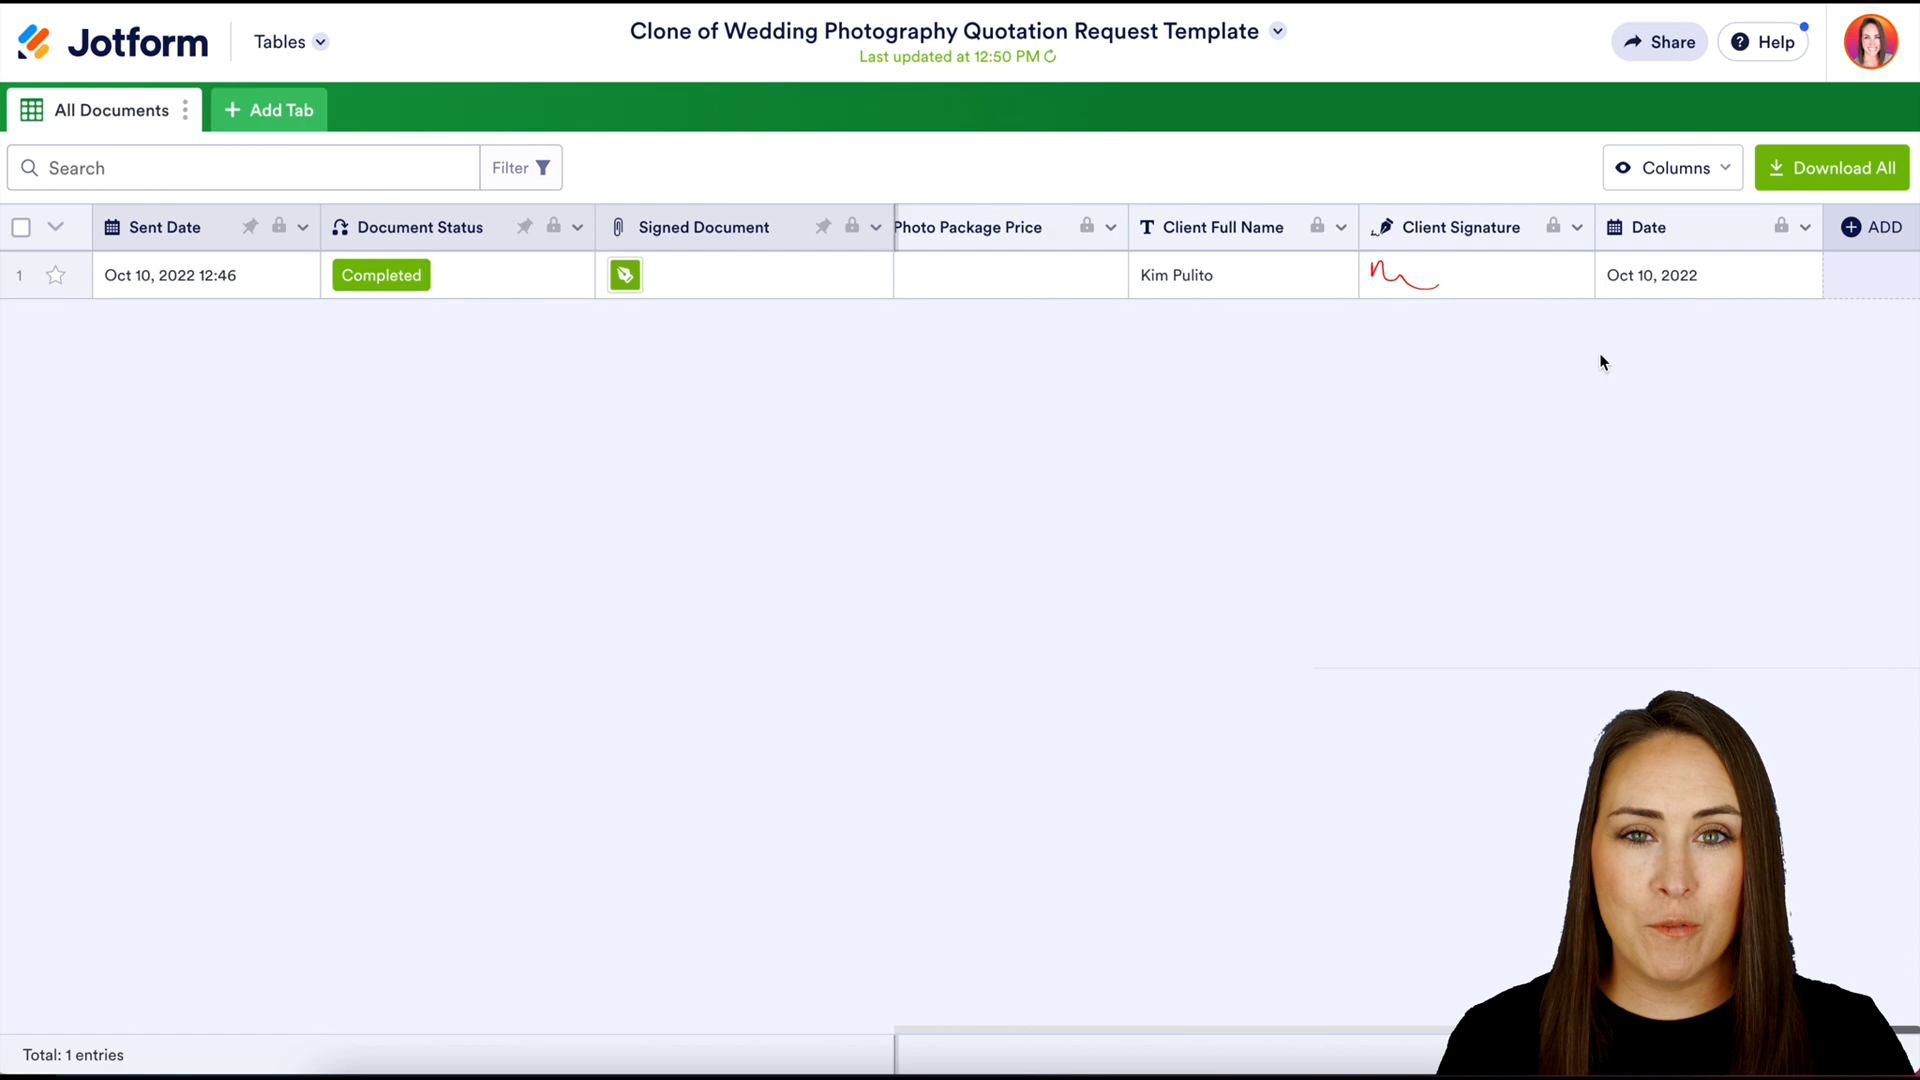 Jotform
Tables
Clone of Wedding Photography Quotation Request Template
Last updated at 12:50 PM
Share
Help
All Documents
+ Add Tab
Search
Filter
Columns
Download All
Sent Date
Document Status
Signed Document
Photo Package Price
Client Full Name
Client Signature
Date
ADD
1
Oct 10, 2022 12:46
Completed
Kim Pulito
Oct 10, 2022
Total: 1 entries